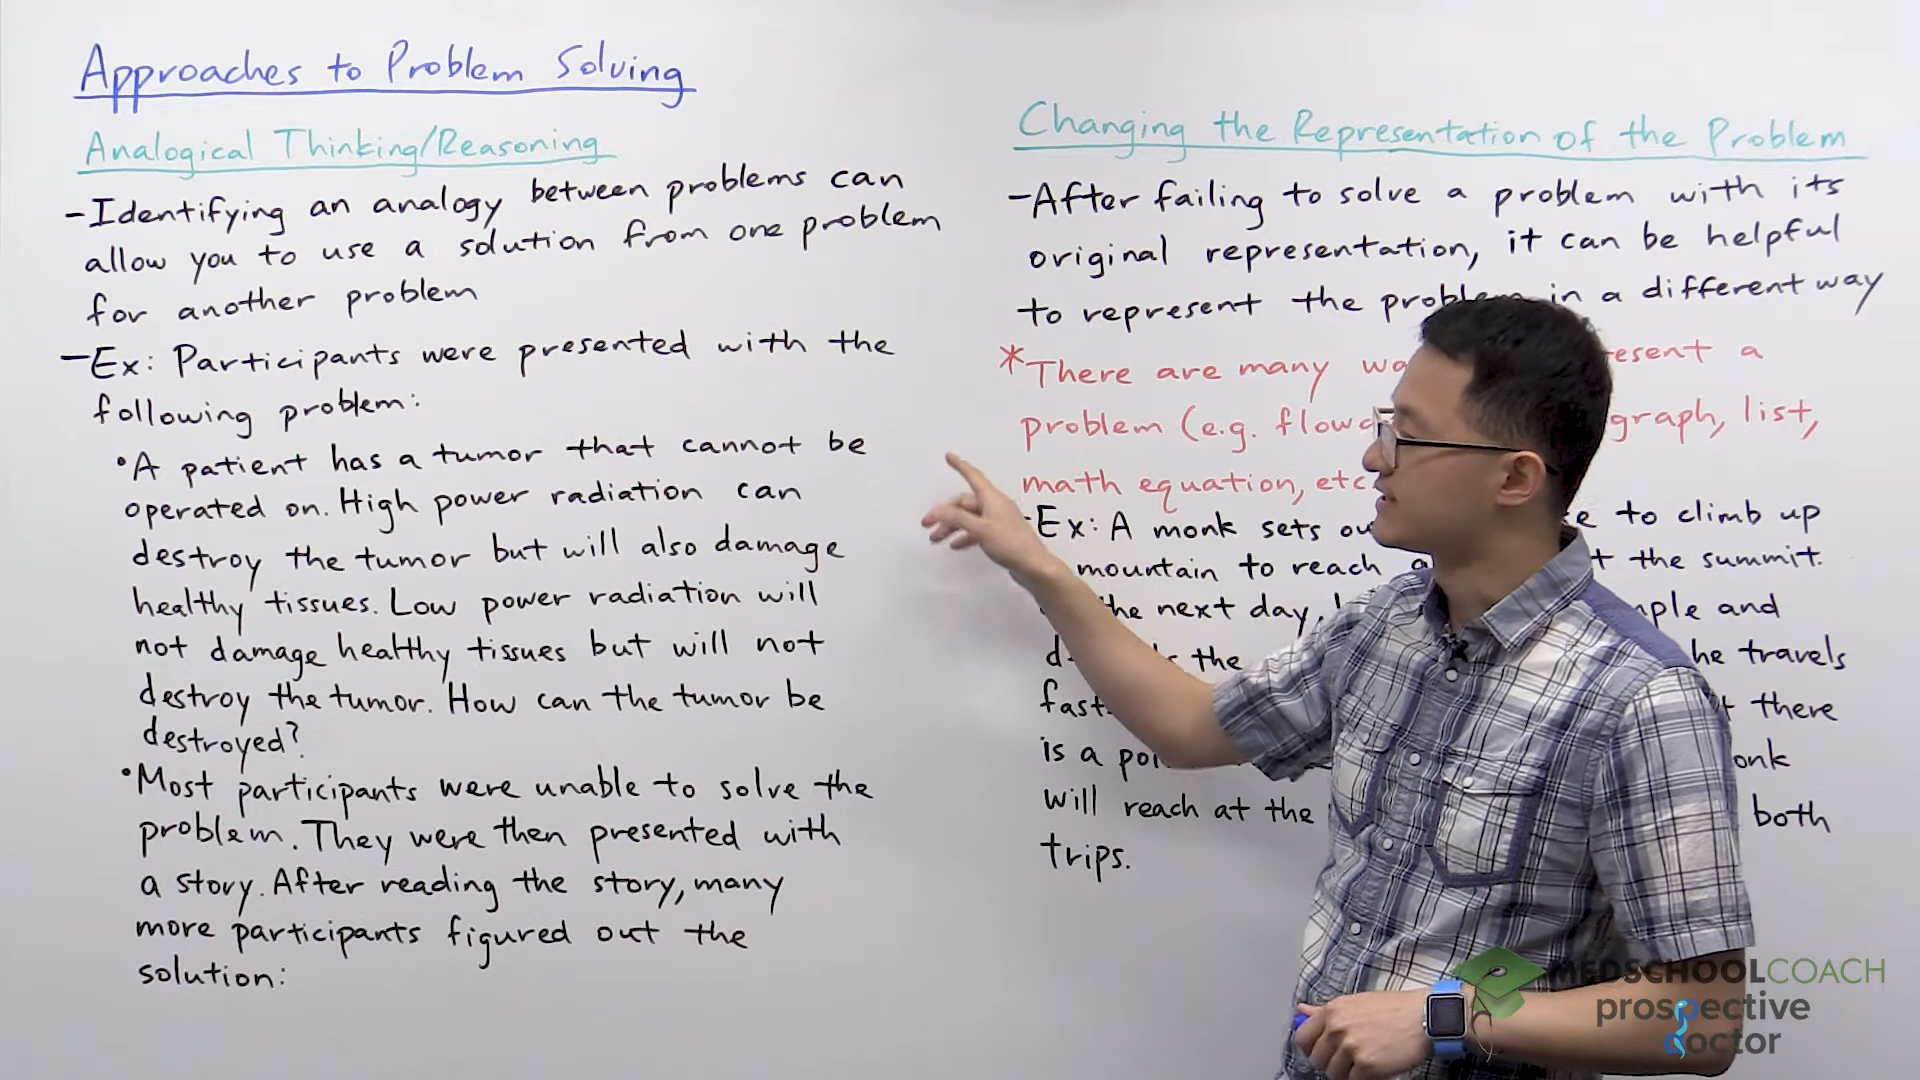 Approaches to Problem Solving
Analogical Thinking/Reasoning
-Identifying an analogy between problems can
allow you to use a solution from one problem
for another problem
-Ex: Participants were presented with the
following problem:
•A patient has a tumor that cannot be
operated on. High power radiation can
destroy the tumor but will also damage
healthy tissues. Low power radiation will
not damage healthy tissues but will not
destroy the tumor. How can the tumor be
destroyed?
•Most participants were unable to solve the
problem. They were then presented with
a story. After reading the story, many
more participants figured out the
solution:
Changing the Representation of the Problem
-After failing to solve a problem with its
original representation, it can be helpful
to represent the problem in a different way
*There are many a
problem (e.g. graph, list,
math equation, etc
-Ex: A monk sets to climb up
mountain to reach the summit.
the next day, and
the he travels
there
is a
will reach at the both
trips.
MEDSCHOOLCOACH
prospective
doctor